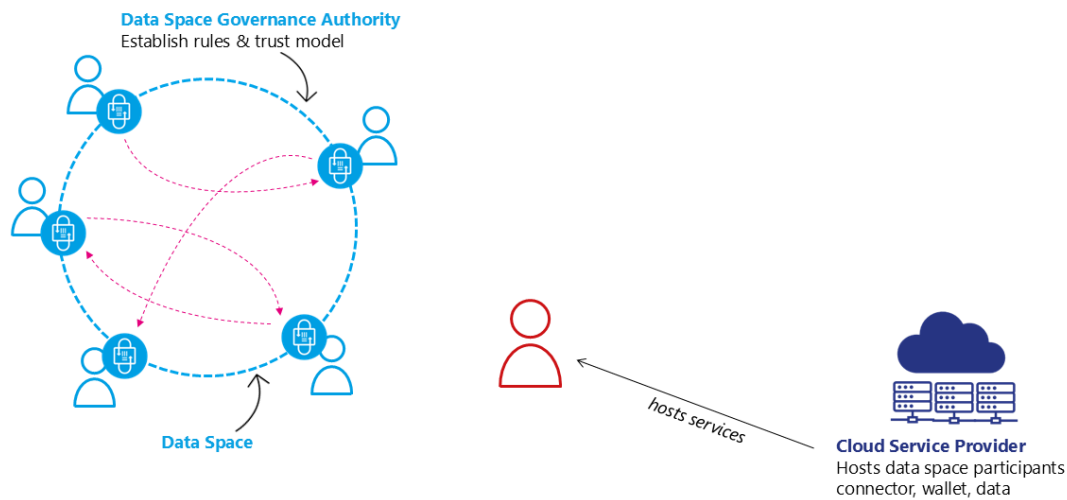 Data Space Governance Authority
Establish rules & trust model
Data Space
hosts services
Cloud Service Provider
Hosts data space participants
connector, wallet, data